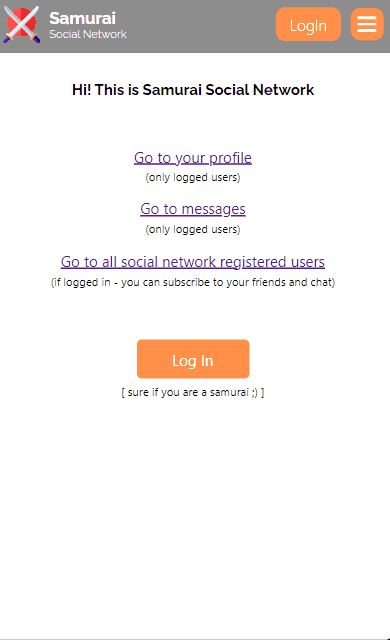 Samurai
Social Network
LogIn
Hi! This is Samurai Social Network
Go to your profile
(only logged users)
Go to messages
(only logged users)
Go to all social network registered users
(if logged in - you can subscribe to your friends and chat)
Log In
[ sure if you are a samurai ;) ]